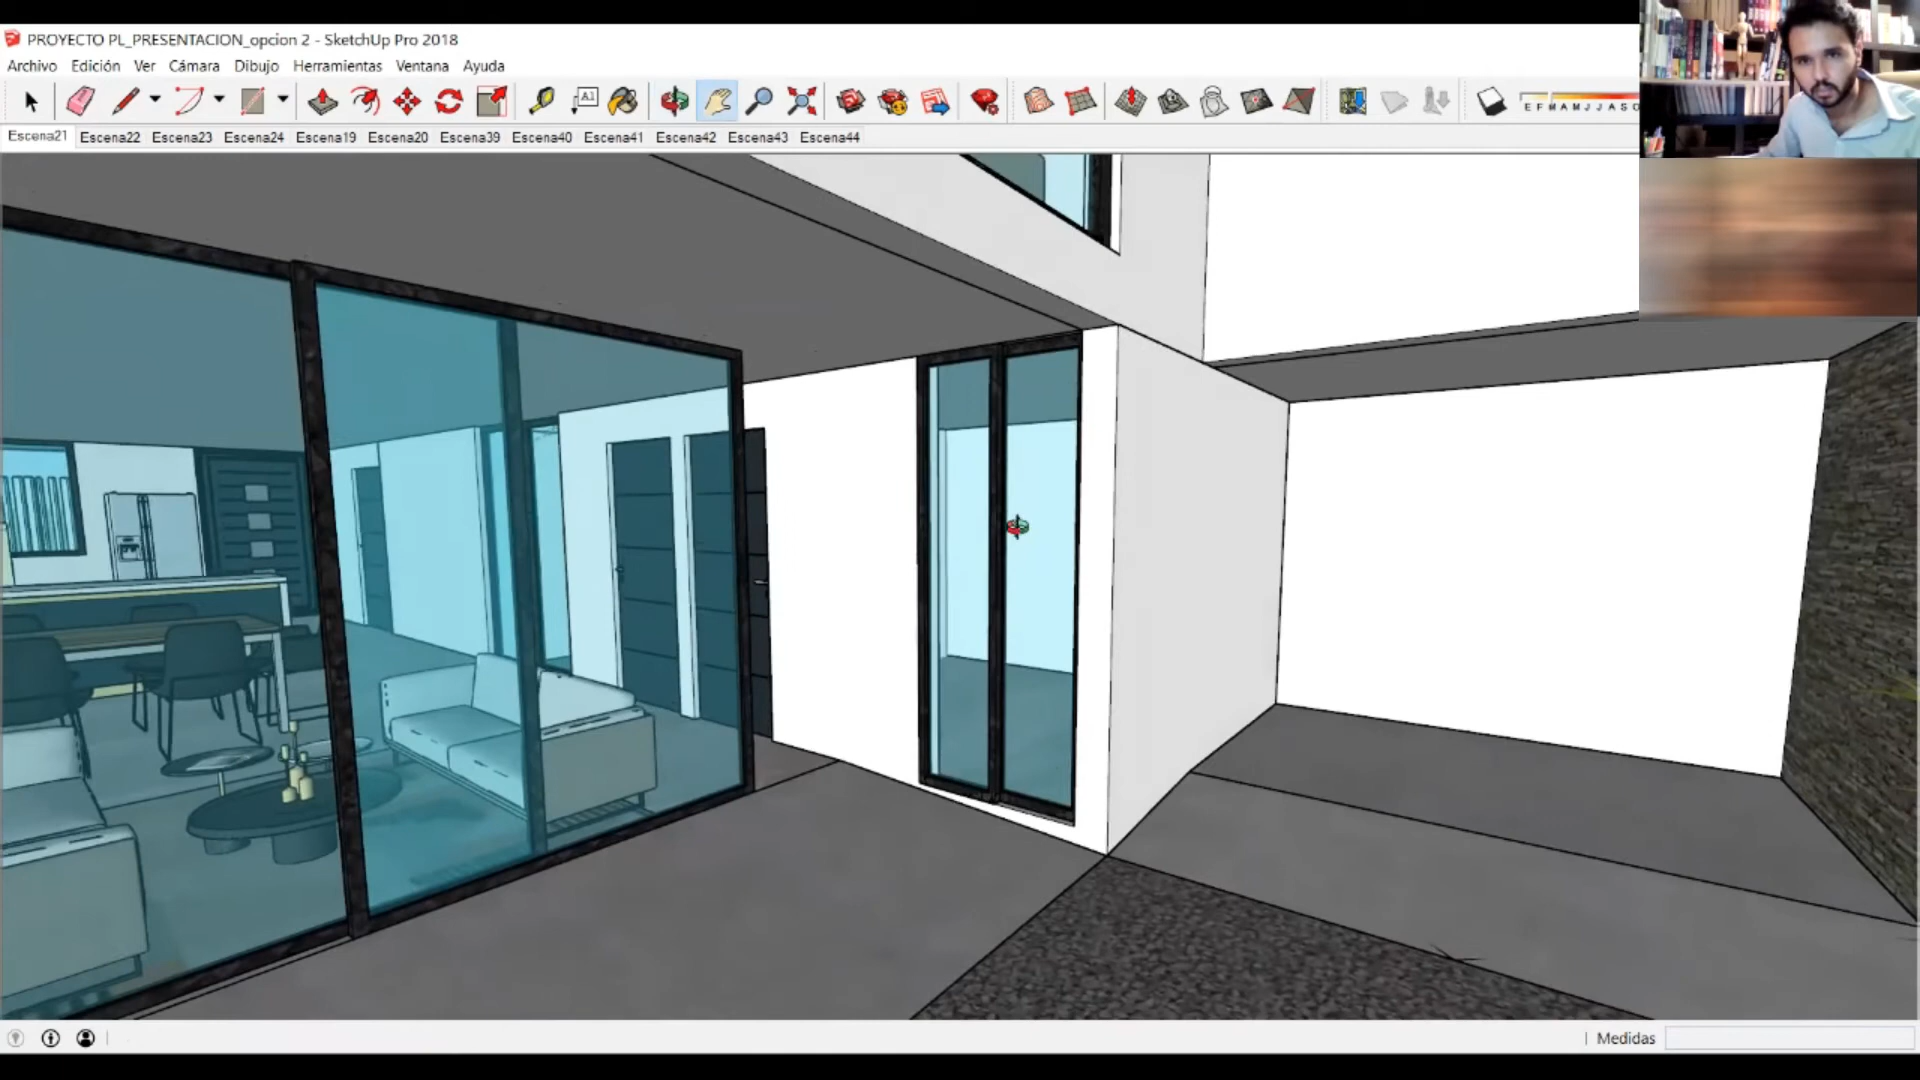 PROYECTO PL_PRESENTACION_opcion 2 - SketchUp Pro 2018
Archivo Edición Ver Cámara Dibujo Herramientas Ventana Ayuda
A1
E F M A M J J A S O
Escena21 Escena22 Escena23 Escena24 Escena19 Escena20 Escena39 Escena40 Escena41 Escena42 Escena43 Escena44
Medidas